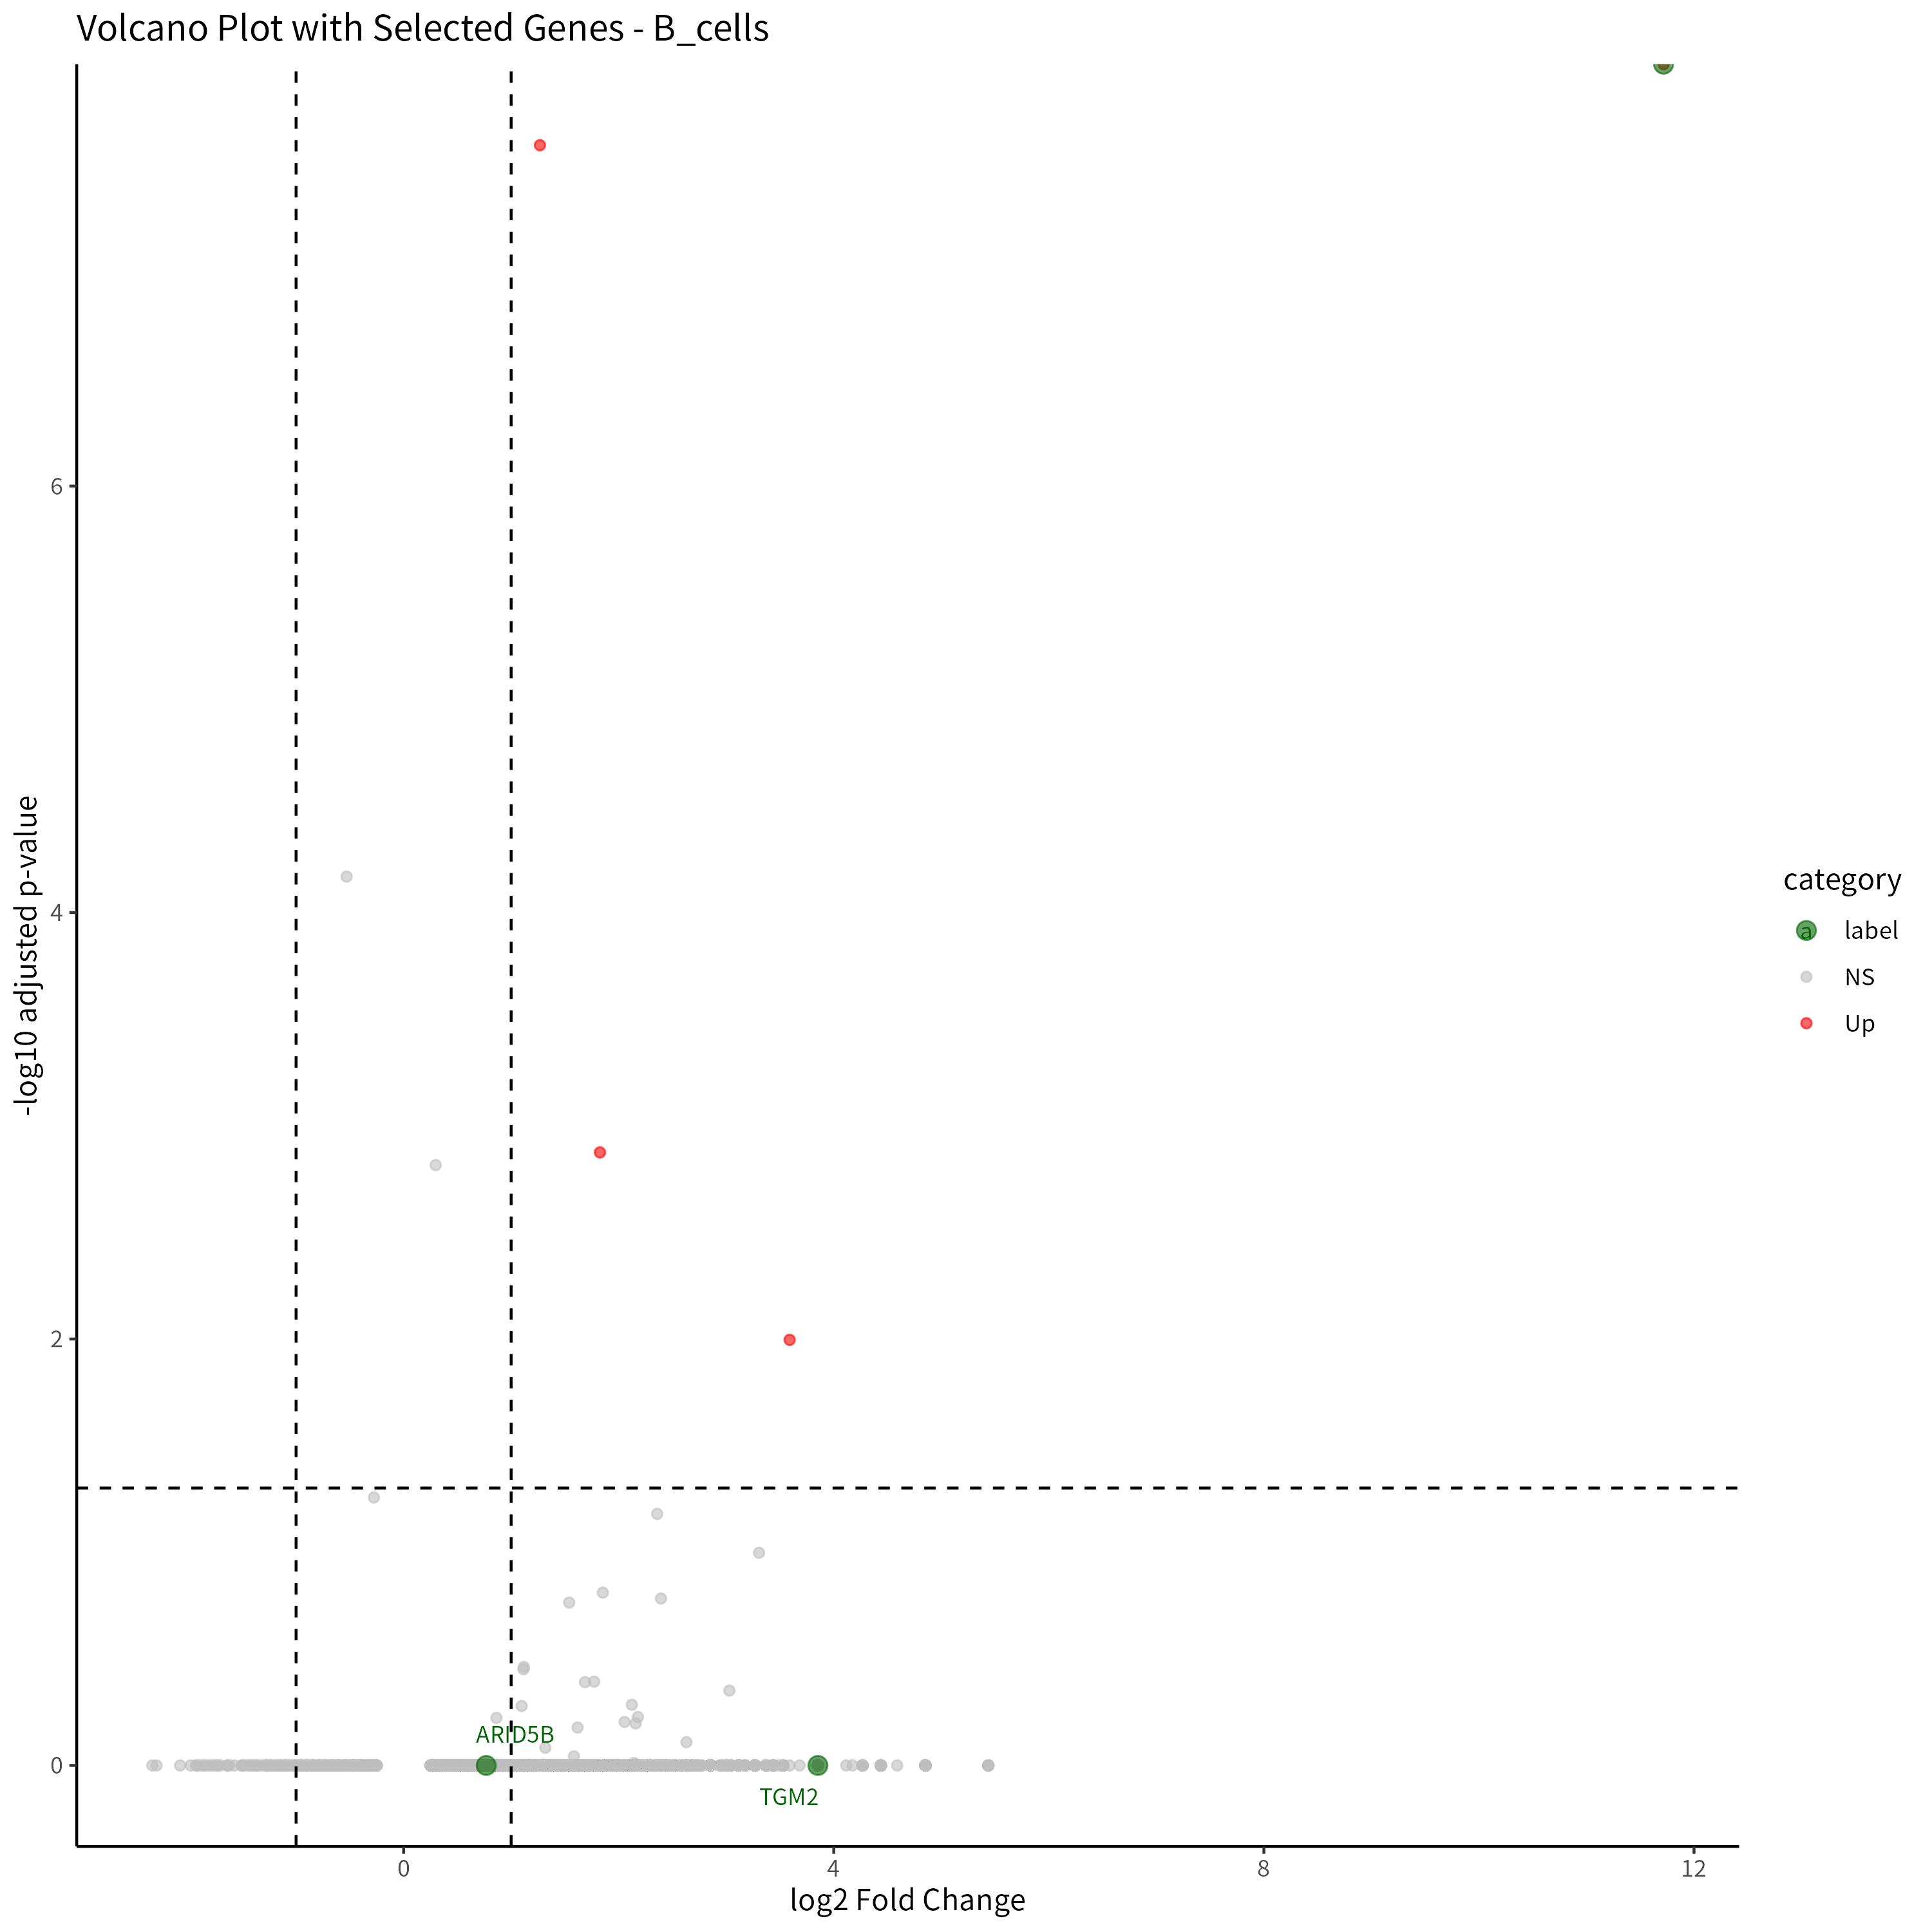 Volcano Plot with Selected Genes - B_cells
-log10 adjusted p-value
6
4
2
0
ARID5B
TGM2
0
4
8
12
log2 Fold Change
category
a label
NS
Up